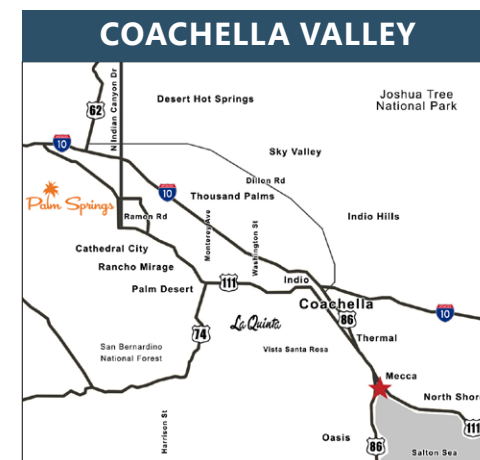 COACHELLA VALLEY
N Indian Canyon Dr
62
Desert Hot Springs
Joshua Tree
National Park
10
Sky Valley
Dillon Rd
10
Thousand Palms
Palm Springs
Ramon Rd
Indio Hills
Monterey Ave
Washington St
Cathedral City
Rancho Mirage
Palm Desert
111
Indio
Coachella
86
10
74
La Quinta
Thermal
San Bernardino
National Forest
Vista Santa Rosa
Mecca
North Shor
Harrison St
111
Oasis
86
Salton Sea